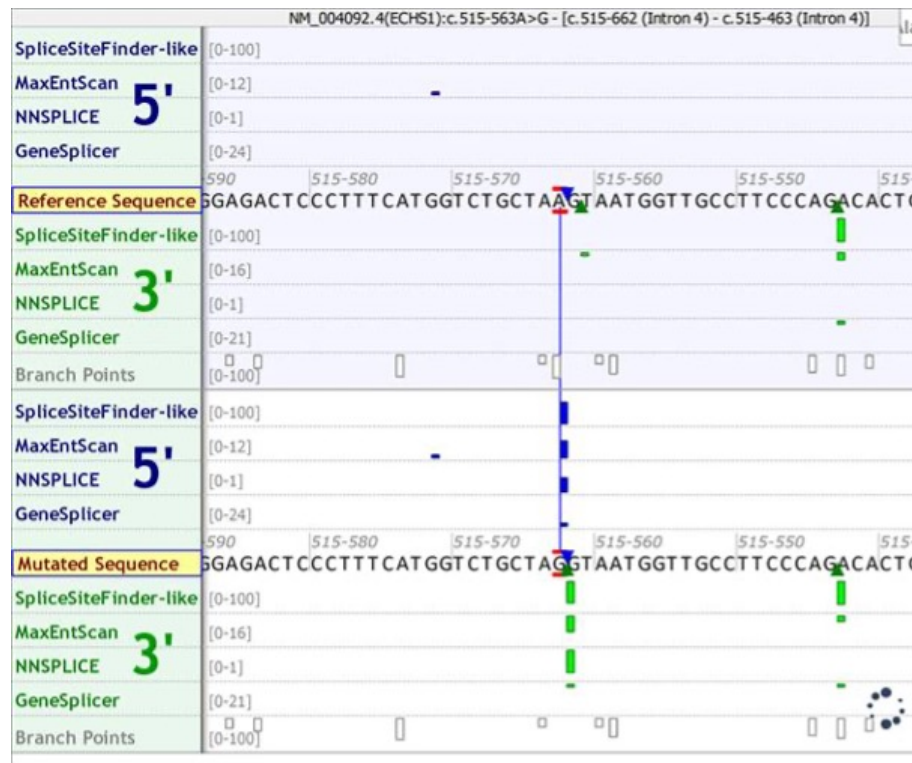 NM_004092.4(ECHS1):c.515-563A>G - [c.515-662 (Intron 4) - c.515-463 (Intron 4)]
SpliceSiteFinder-like [0-100]
MaxEntScan [0-12]
5'
NNSPLICE [0-1]
GeneSplicer [0-24]
590 515-580 515-570 515-560 515-550 515-
Reference Sequence GGAGACTCCCTTTCATGGTCTGCTAAGTAATGGTTGCCTTCCCAGACACTG
SpliceSiteFinder-like [0-100]
MaxEntScan [0-16]
3'
NNSPLICE [0-1]
GeneSplicer [0-21]
Branch Points [0-100]
SpliceSiteFinder-like [0-100]
MaxEntScan [0-12]
5'
NNSPLICE [0-1]
GeneSplicer [0-24]
590 515-580 515-570 515-560 515-550 515-
Mutated Sequence GGAGACTCCCTTTCATGGTCTGCTAGGTAATGGTTGCCTTCCCAGACACTG
SpliceSiteFinder-like [0-100]
MaxEntScan [0-16]
3'
NNSPLICE [0-1]
GeneSplicer [0-21]
Branch Points [0-100]